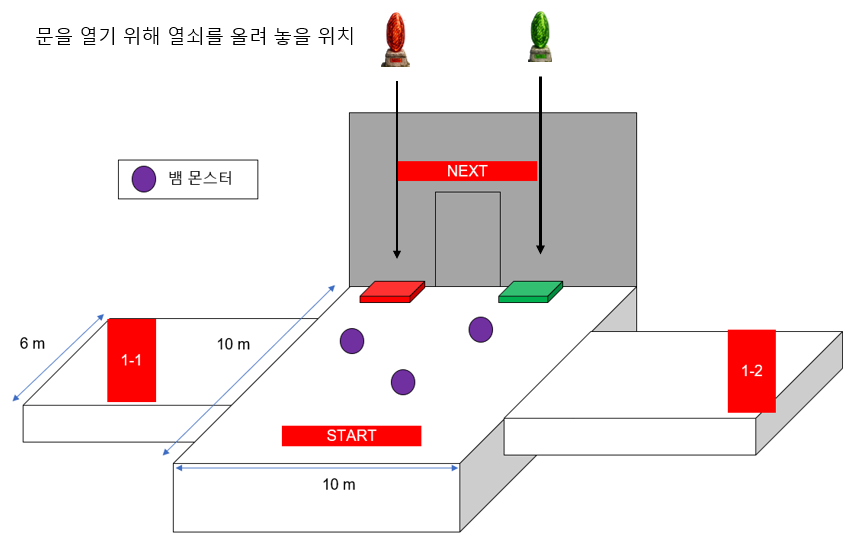 문을 열기 위해 열쇠를 올려 놓을 위치
NEXT
뱀 몬스터
6 m
1-1
10 m
1-2
START
10 m